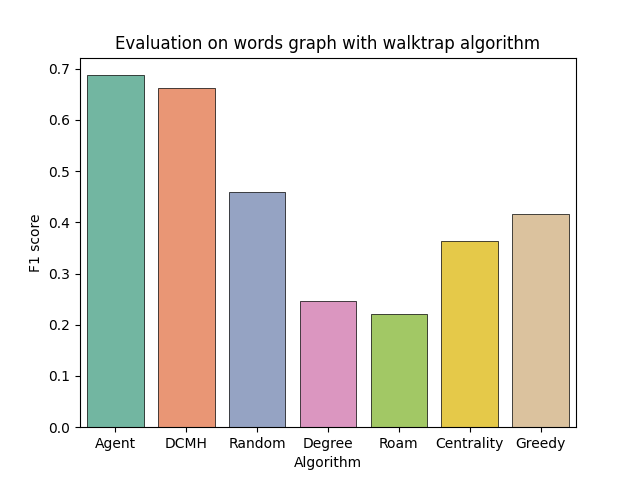 Evaluation on words graph with walktrap algorithm
F1 score
0.7
0.6
0.5
0.4
0.3
0.2
0.1
0.0
Agent DCMH Random Degree Roam Centrality Greedy
Algorithm